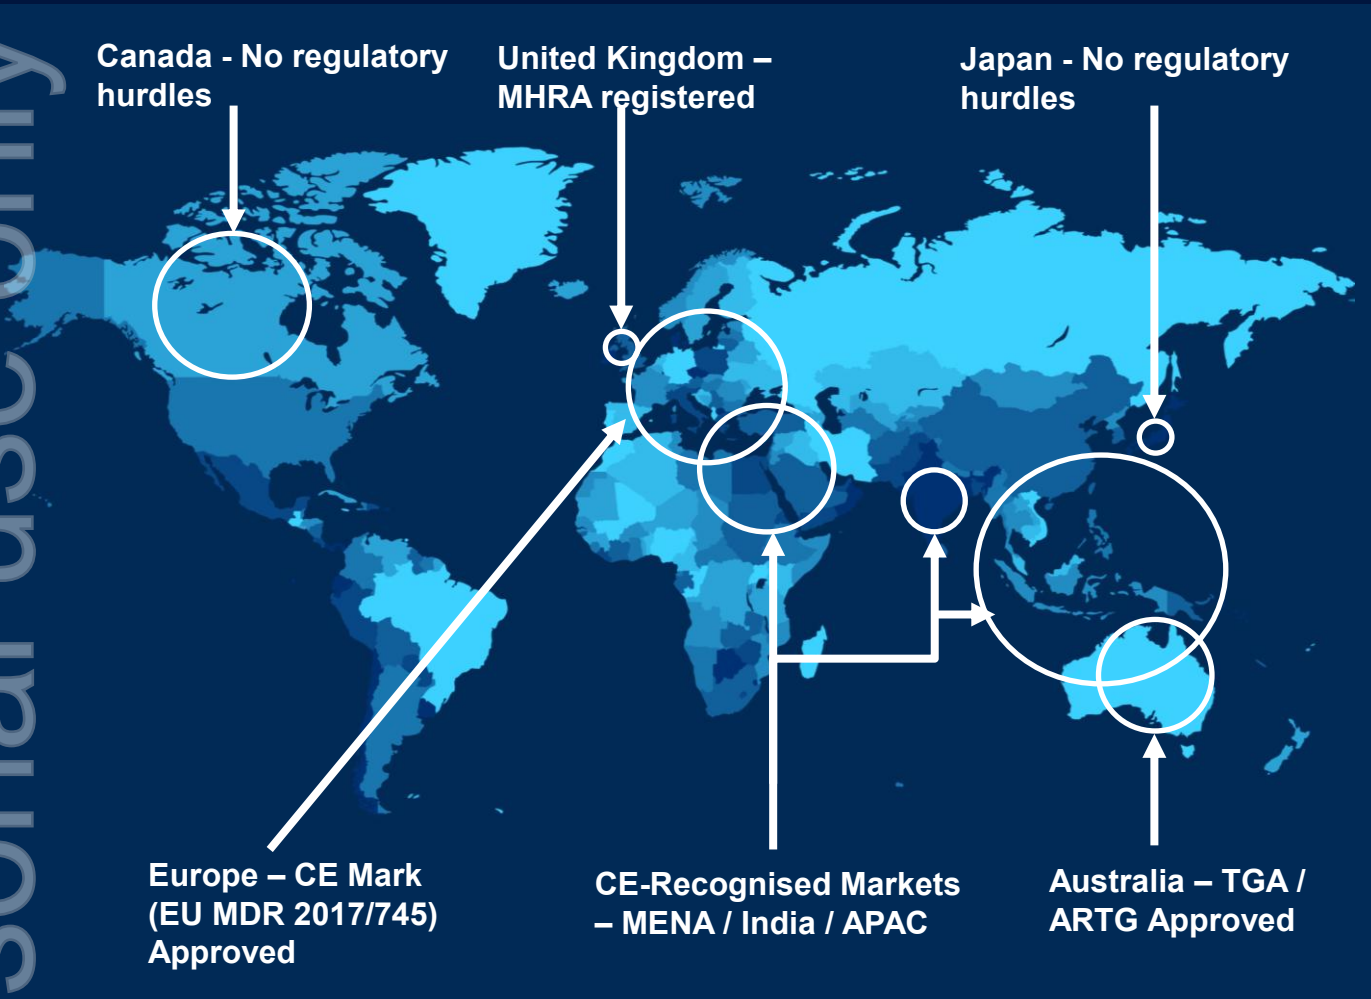 Canada - No regulatory
hurdles
United Kingdom –
MHRA registered
Japan - No regulatory
hurdles
Europe – CE Mark
(EU MDR 2017/745)
Approved
CE-Recognised Markets
– MENA / India / APAC
Australia – TGA /
ARTG Approved